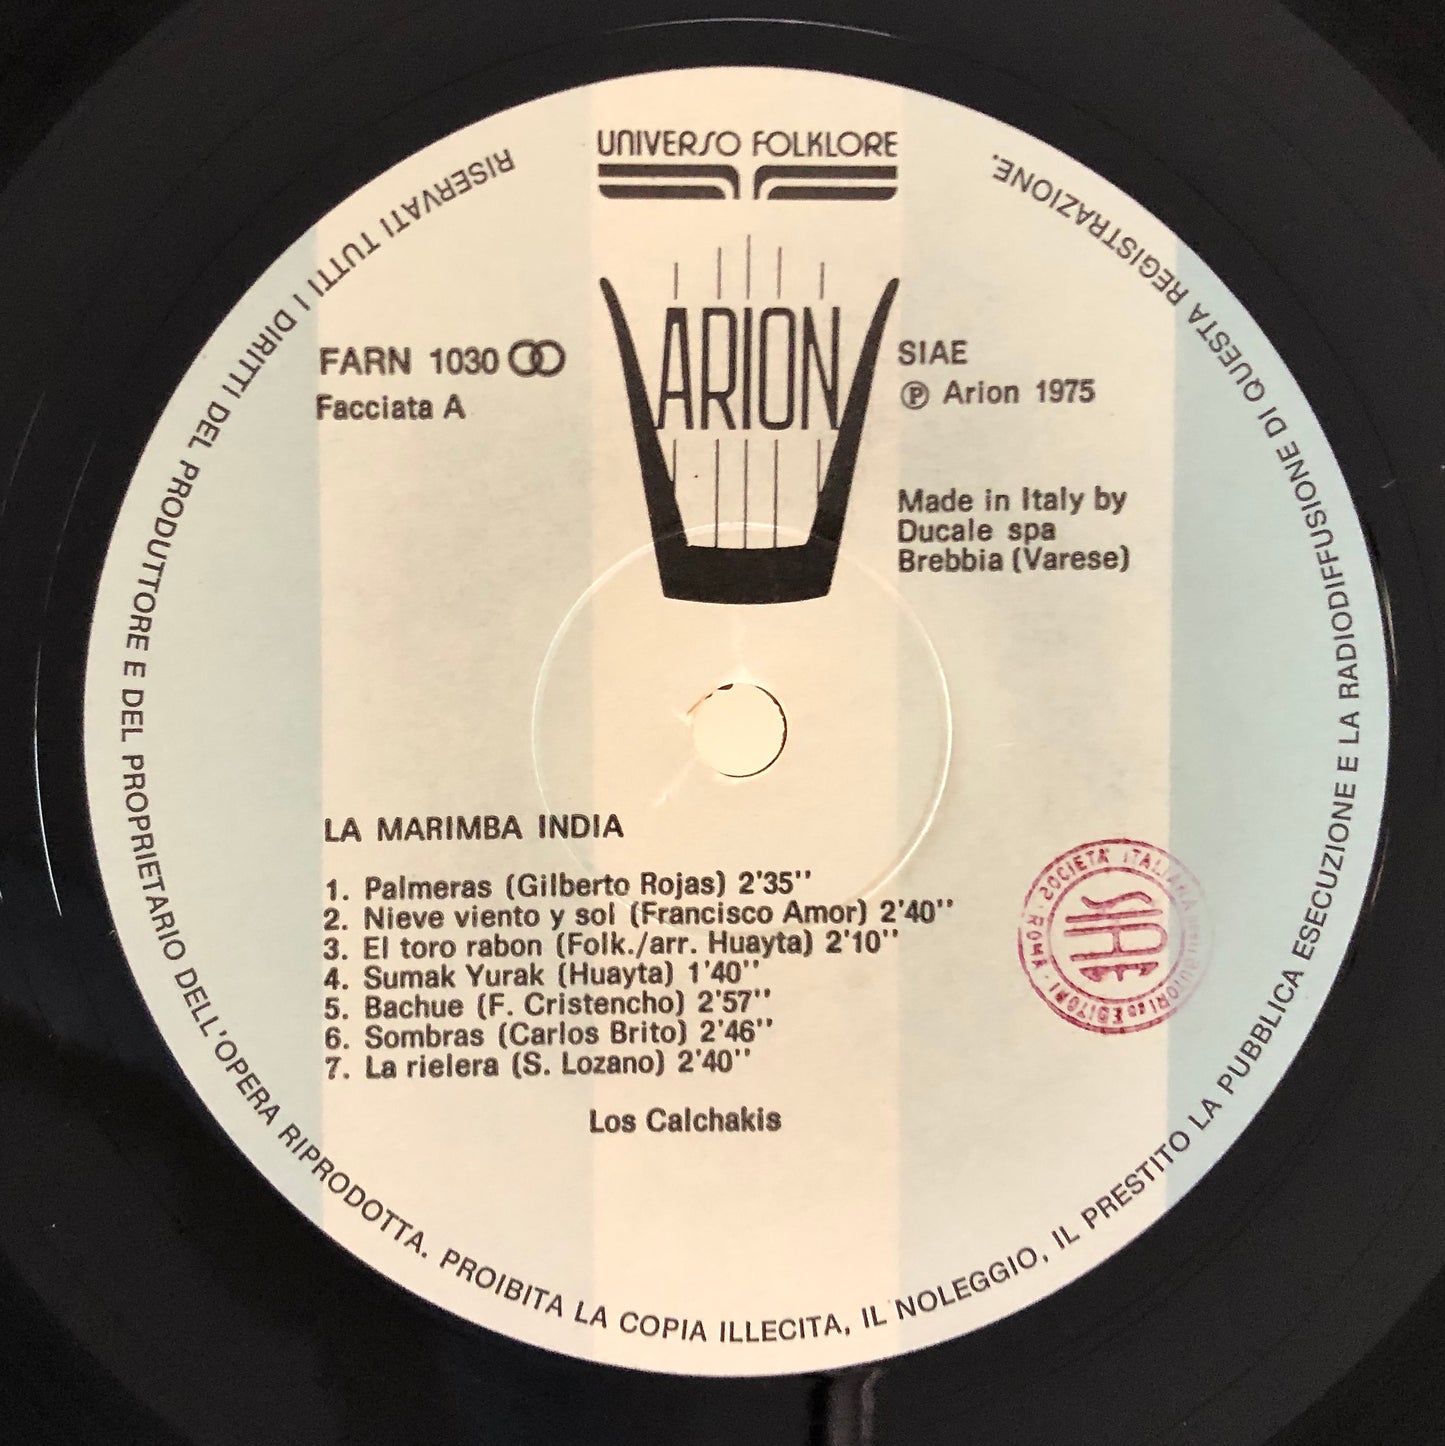 UNIVERSO FOLKLORE
ARION
FARN 1030
Facciata A
SIAE
Ⓟ Arion 1975
Made in Italy by
Ducale spa
Brebbia (Varese)
LA MARIMBA INDIA
1. Palmeras (Gilberto Rojas) 2'35''
2. Nieve viento y sol (Francisco Amor) 2'40''
3. El toro rabon (Folk./arr. Huayta) 2'10''
4. Sumak Yurak (Huayta) 1'40''
5. Bachue (F. Cristencho) 2'57''
6. Sombras (Carlos Brito) 2'46''
7. La rielera (S. Lozano) 2'40''
Los Calchakis
SOCIETA' ITALIANA
SIAE
EDITORI · ROMA ·
RISERVATI TUTTI I DIRITTI DEL PRODUTTORE E DEL PROPRIETARIO DELL'OPERA RIPRODOTTA. PROIBITA LA COPIA ILLECITA, IL NOLEGGIO, IL PRESTITO LA PUBBLICA ESECUZIONE E LA RADIODIFFUSIONE DI QUESTA REGISTRAZIONE.